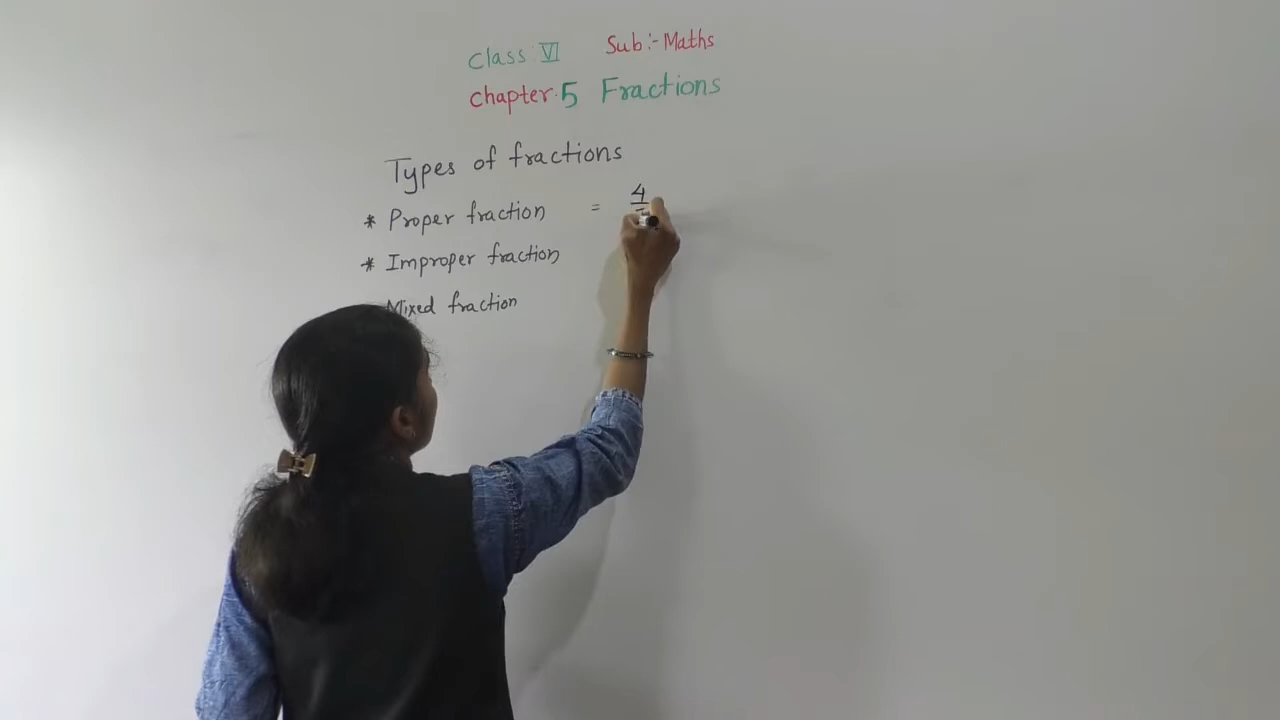 Class VI Sub:- Maths
Chapter.5 Fractions
Types of fractions
* Proper fraction = 4
* Improper fraction
Mixed fraction